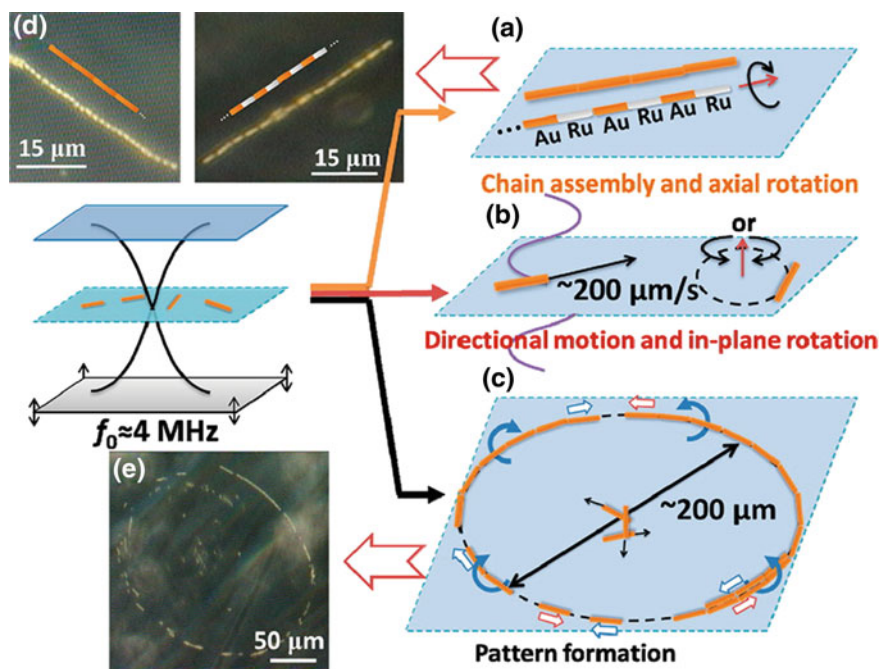 (d)
15 µm
15 µm
(a)
... Au Ru Au Ru Au Ru
Chain assembly and axial rotation
(b)
or
~200 µm/s
Directional motion and in-plane rotation
f₀≈4 MHz
(c)
~200 µm
(e)
50 µm
Pattern formation